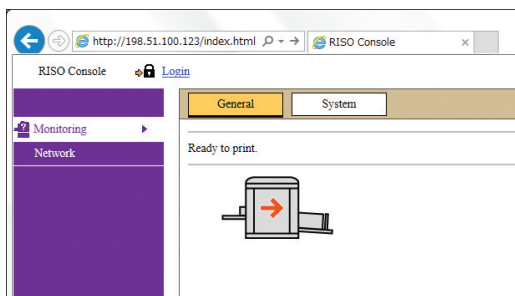 http://198.51.100.123/index.html
RISO Console
RISO Console
Login
General
System
Monitoring
Network
Ready to print.